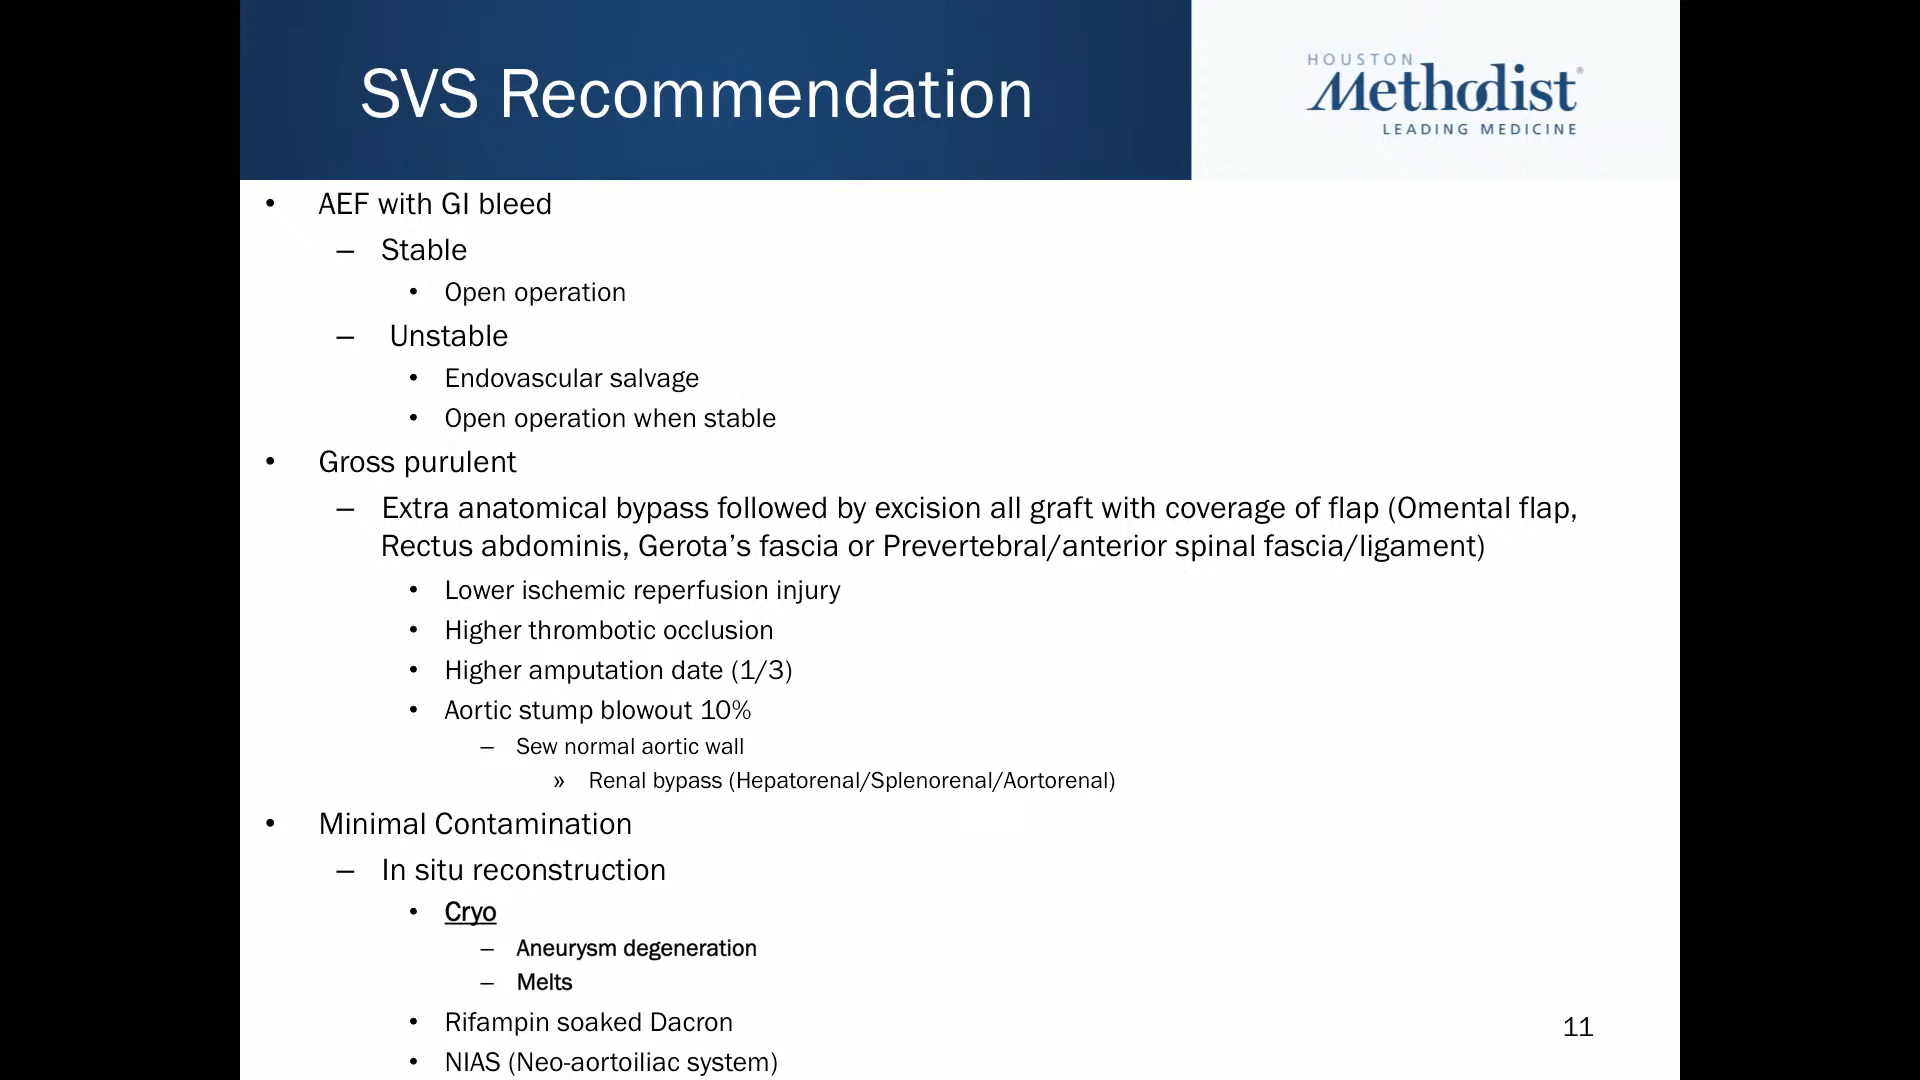 SVS Recommendation
HOUSTON
Methodist®
LEADING MEDICINE
• AEF with GI bleed
– Stable
• Open operation
– Unstable
• Endovascular salvage
• Open operation when stable
• Gross purulent
– Extra anatomical bypass followed by excision all graft with coverage of flap (Omental flap,
Rectus abdominis, Gerota’s fascia or Prevertebral/anterior spinal fascia/ligament)
• Lower ischemic reperfusion injury
• Higher thrombotic occlusion
• Higher amputation date (1/3)
• Aortic stump blowout 10%
– Sew normal aortic wall
» Renal bypass (Hepatorenal/Splenorenal/Aortorenal)
• Minimal Contamination
– In situ reconstruction
• Cryo
– Aneurysm degeneration
– Melts
• Rifampin soaked Dacron
• NIAS (Neo-aortoiliac system)
11